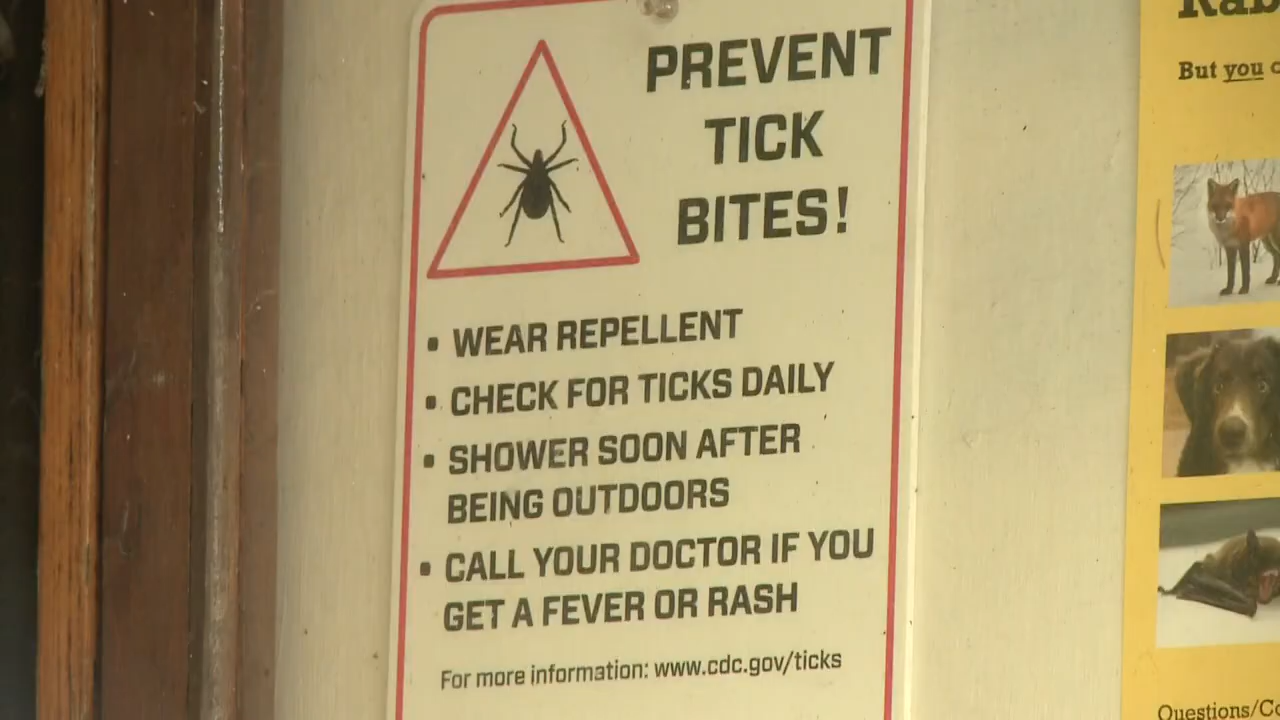 PREVENT
TICK
BITES!
• WEAR REPELLENT
• CHECK FOR TICKS DAILY
• SHOWER SOON AFTER
BEING OUTDOORS
• CALL YOUR DOCTOR IF YOU
GET A FEVER OR RASH
For more information: www.cdc.gov/ticks
But you